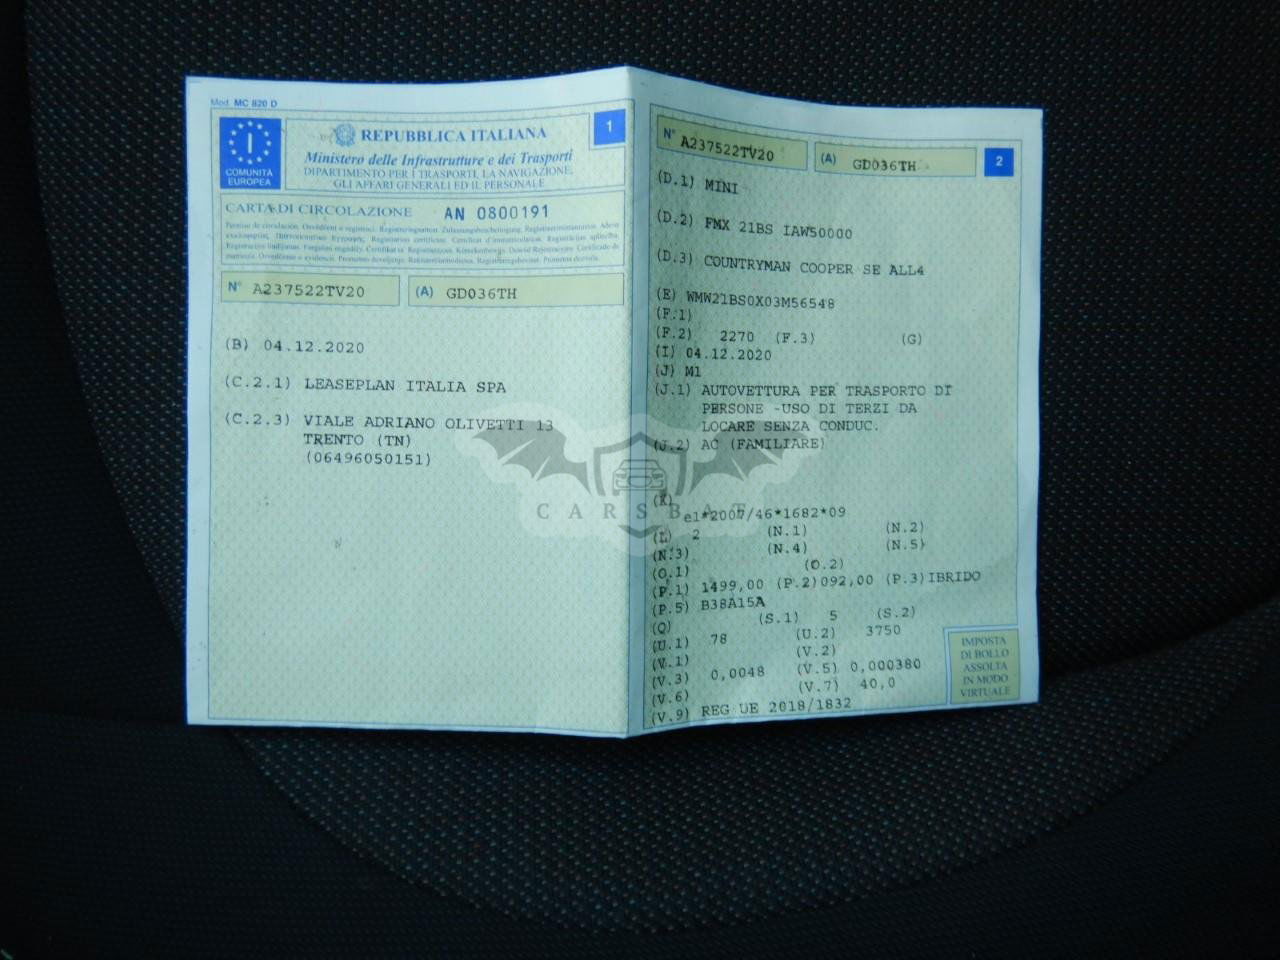 Mod. MC 820 D
I
COMUNITÀ
EUROPEA
REPUBBLICA ITALIANA
Ministero delle Infrastrutture e dei Trasporti
DIPARTIMENTO PER I TRASPORTI, LA NAVIGAZIONE,
GLI AFFARI GENERALI ED IL PERSONALE
1
CARTA DI CIRCOLAZIONE AN 0800191
N° A237522TV20 (A) GD036TH
(B) 04.12.2020
(C.2.1) LEASEPLAN ITALIA SPA
(C.2.3) VIALE ADRIANO OLIVETTI 13
TRENTO (TN)
(06496050151)
N° A237522TV20 (A) GD036TH
2
(D.1) MINI
(D.2) FMX 21BS IAW50000
(D.3) COUNTRYMAN COOPER SE ALL4
(E) WMW21BS0X03M56548
(F.1)
(F.2) 2270 (F.3) (G)
(I) 04.12.2020
(J) M1
(J.1) AUTOVETTURA PER TRASPORTO DI
PERSONE -USO DI TERZI DA
LOCARE SENZA CONDUC.
(J.2) AC (FAMILIARE)
(K) e1*2007/46*1682*09
(L) 2 (N.1) (N.2)
(N.3) (N.4) (N.5)
(O.1) (O.2)
(P.1) 1499,00 (P.2)092,00 (P.3)IBRIDO
(P.5) B38A15A
(Q) (S.1) 5 (S.2)
(U.1) 78 (U.2) 3750
(V.1) (V.2)
(V.3) 0,0048 (V.5) 0,000380
(V.6) (V.7) 40,0
(V.9) REG UE 2018/1832
IMPOSTA
DI BOLLO
ASSOLTA
IN MODO
VIRTUALE
CARSBAT